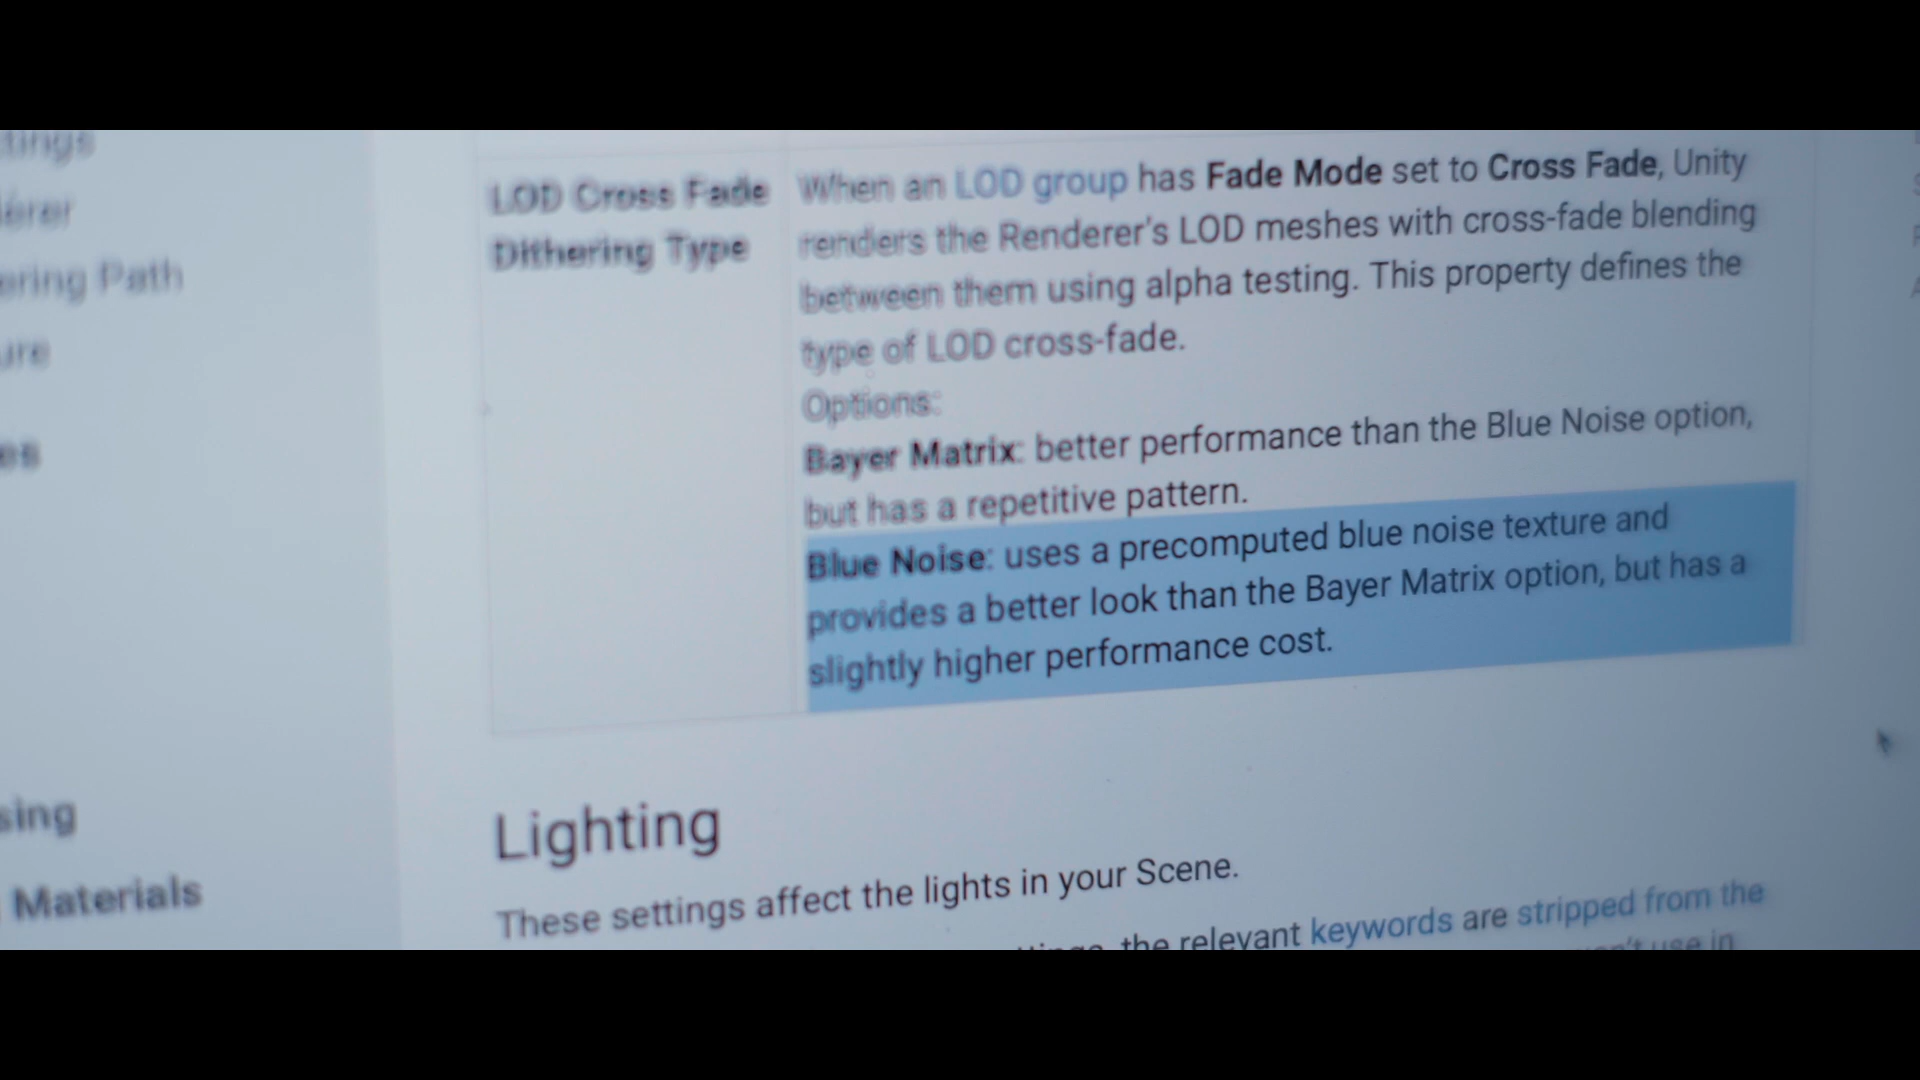 tings
LOD Cross Fade
Dithering Type
When an LOD group has Fade Mode set to Cross Fade, Unity
renders the Renderer's LOD meshes with cross-fade blending
between them using alpha testing. This property defines the
type of LOD cross-fade.
Options:
Bayer Matrix: better performance than the Blue Noise option,
but has a repetitive pattern.
Blue Noise: uses a precomputed blue noise texture and
provides a better look than the Bayer Matrix option, but has a
slightly higher performance cost.
ering Path
ure
es
sing
Materials
Lighting
These settings affect the lights in your Scene.
the relevant keywords are stripped from the
use in